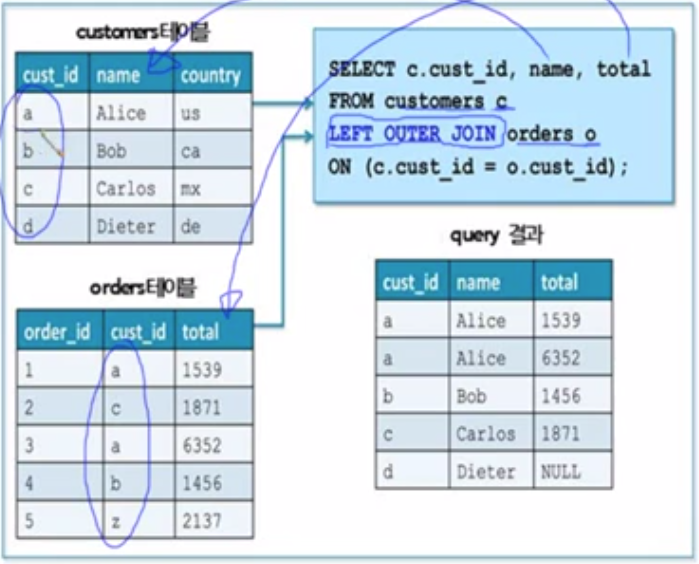 customers테이블
cust_id name country
a Alice us
b Bob ca
c Carlos mx
d Dieter de
SELECT c.cust_id, name, total
FROM customers c
LEFT OUTER JOIN orders o
ON (c.cust_id = o.cust_id);
orders테이블
order_id cust_id total
1 a 1539
2 c 1871
3 a 6352
4 b 1456
5 z 2137
query 결과
cust_id name total
a Alice 1539
a Alice 6352
b Bob 1456
c Carlos 1871
d Dieter NULL